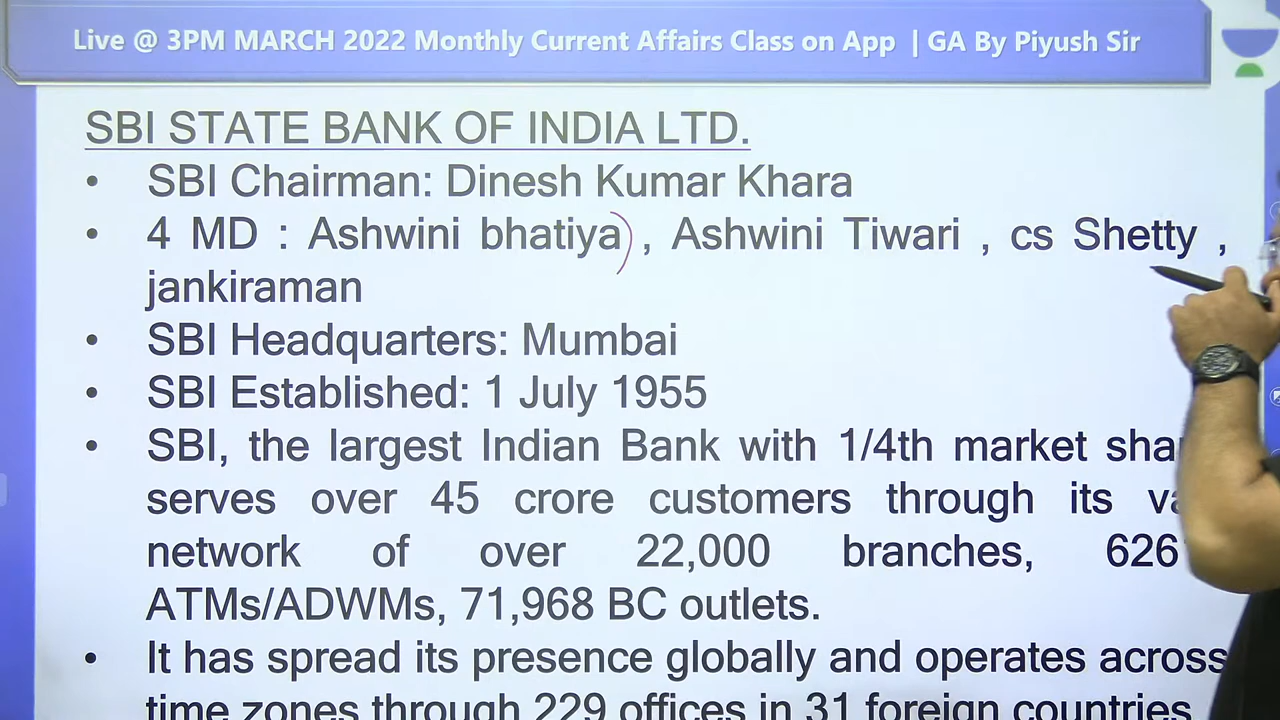 Live @ 3PM MARCH 2022 Monthly Current Affairs Class on App | GA By Piyush Sir
SBI STATE BANK OF INDIA LTD.
• SBI Chairman: Dinesh Kumar Khara
• 4 MD : Ashwini bhatiya , Ashwini Tiwari , cs Shetty ,
jankiraman
• SBI Headquarters: Mumbai
• SBI Established: 1 July 1955
• SBI, the largest Indian Bank with 1/4th market
serves over 45 crore customers through its
network of over 22,000 branches,
ATMs/ADWMs, 71,968 BC outlets.
• It has spread its presence globally and operates across
time zones through 229 offices in 31 foreign countries